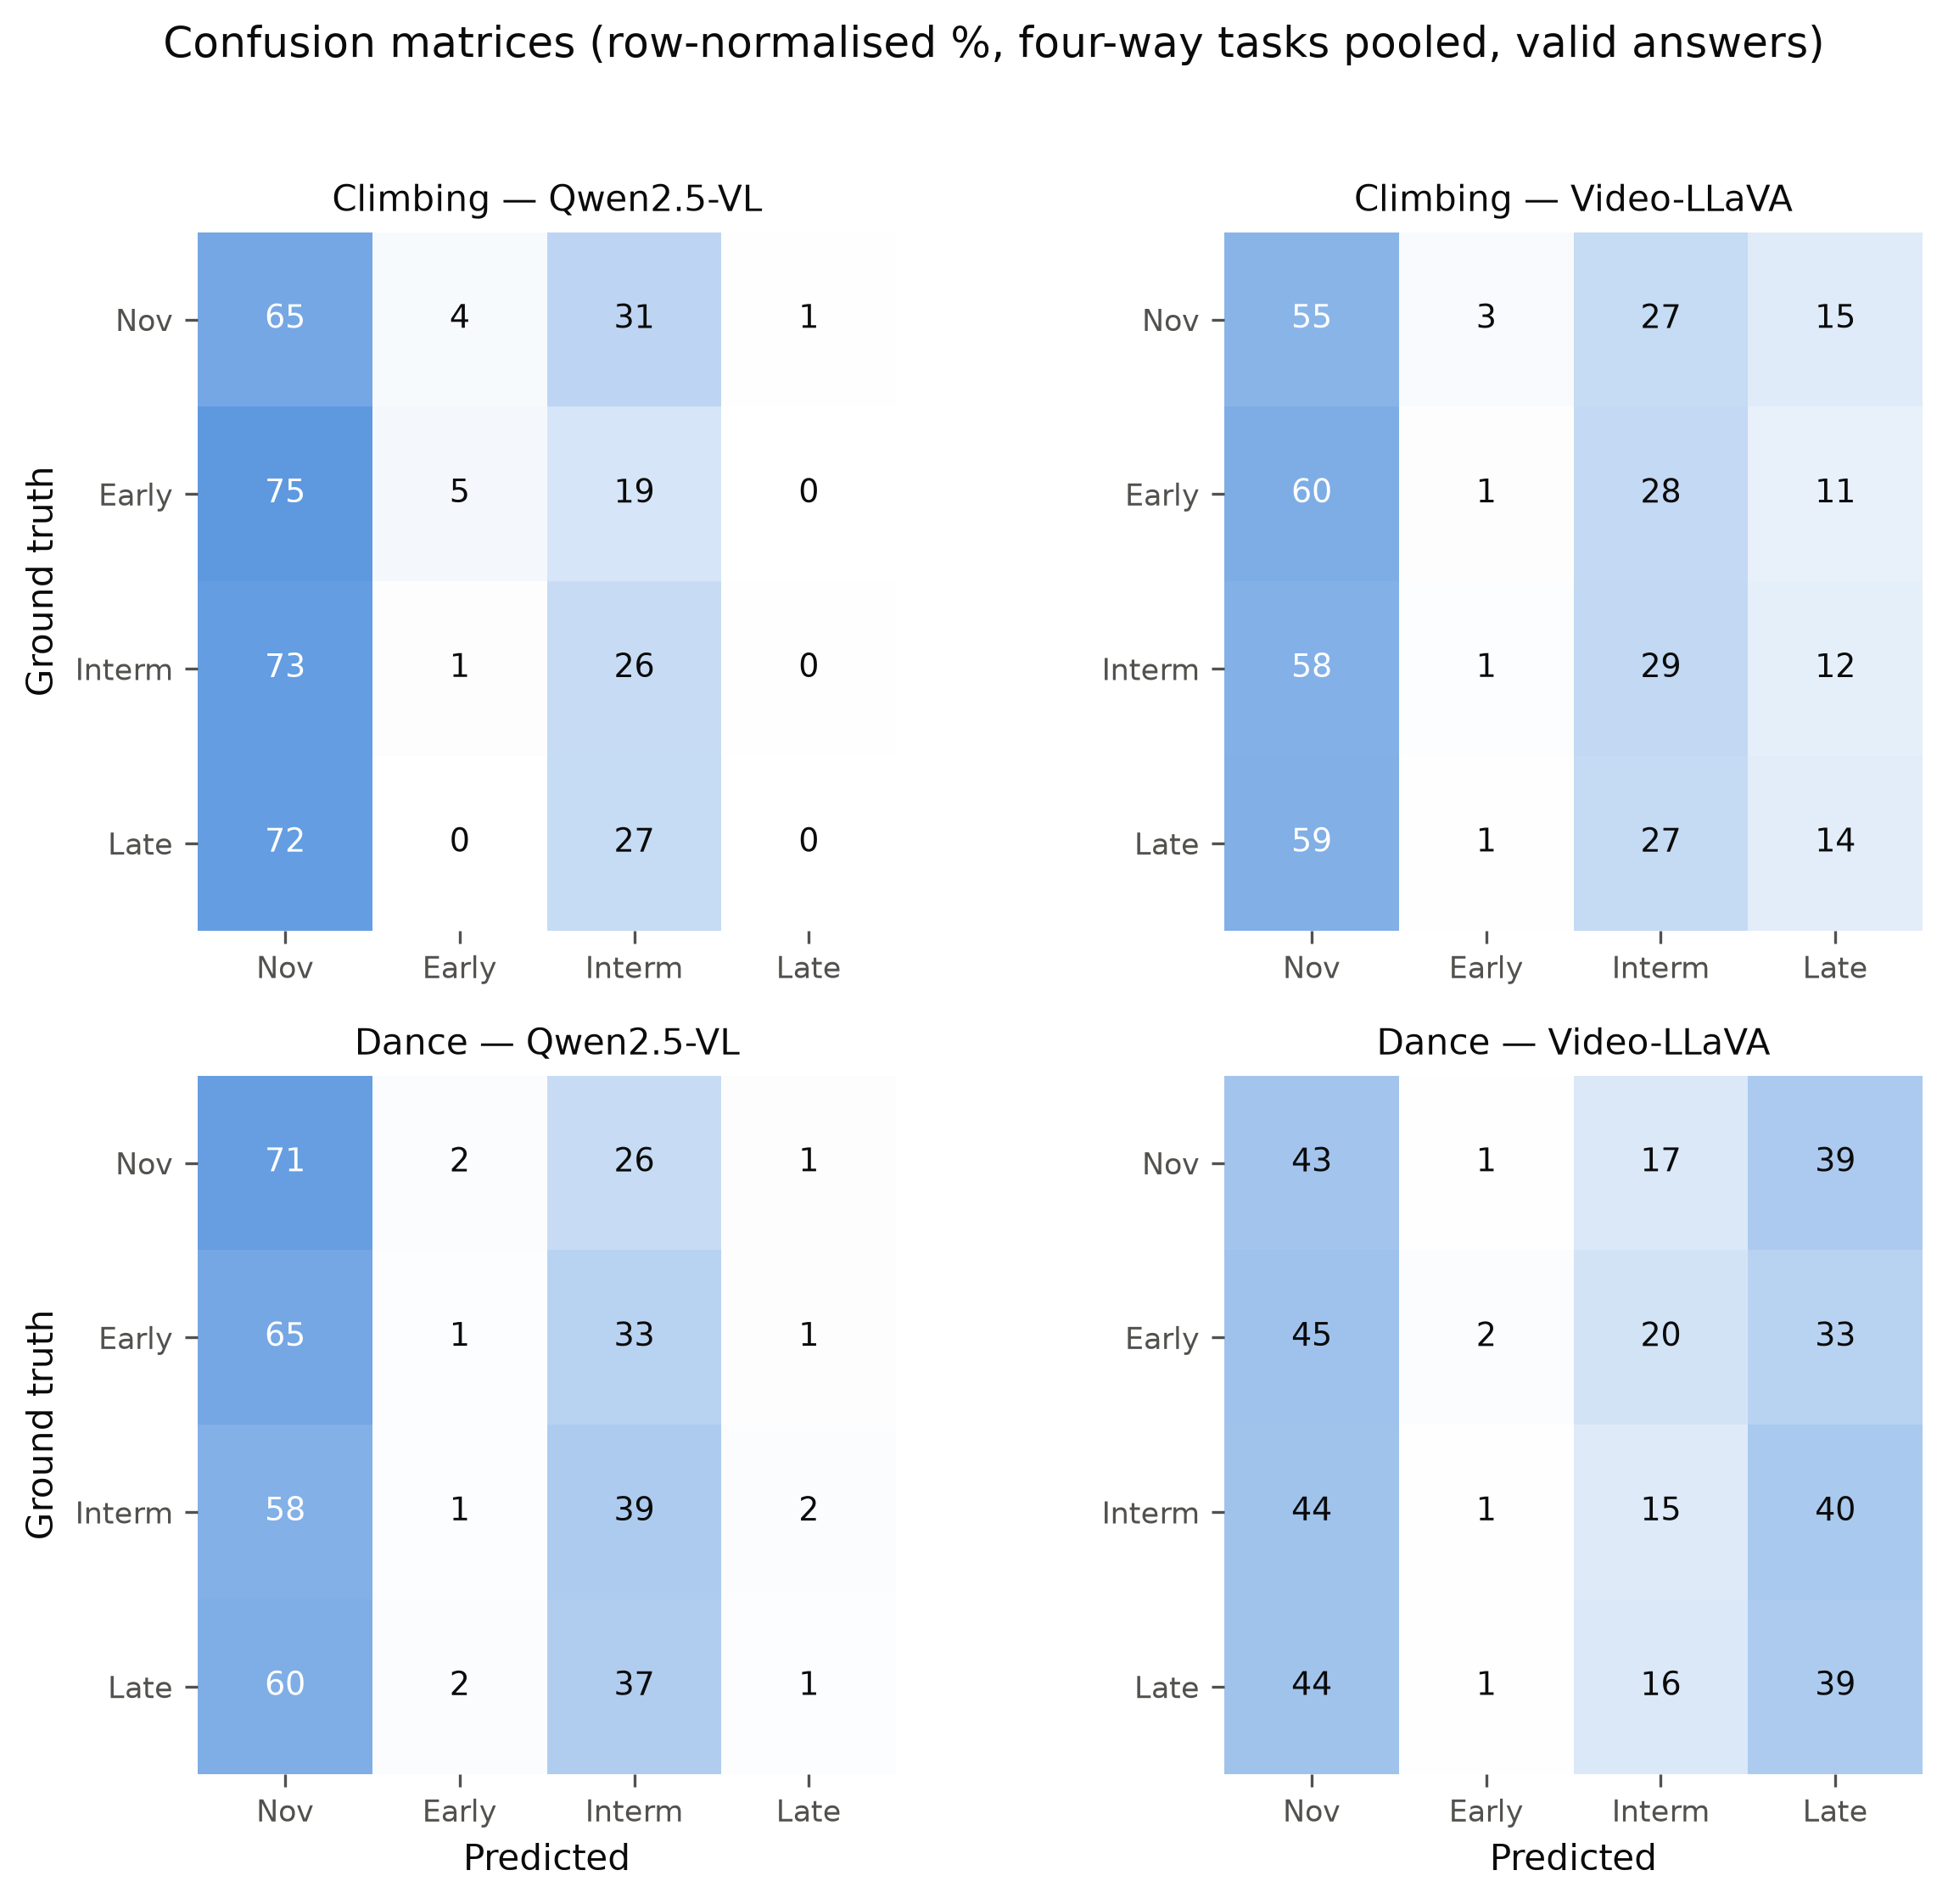 Confusion matrices (row-normalised %, four-way tasks pooled, valid answers)
Climbing — Qwen2.5-VL
Ground truth
Nov 65 4 31 1
Early 75 5 19 0
Interm 73 1 26 0
Late 72 0 27 0
Nov Early Interm Late
Climbing — Video-LLaVA
Nov 55 3 27 15
Early 60 1 28 11
Interm 58 1 29 12
Late 59 1 27 14
Nov Early Interm Late
Dance — Qwen2.5-VL
Ground truth
Nov 71 2 26 1
Early 65 1 33 1
Interm 58 1 39 2
Late 60 2 37 1
Nov Early Interm Late
Predicted
Dance — Video-LLaVA
Nov 43 1 17 39
Early 45 2 20 33
Interm 44 1 15 40
Late 44 1 16 39
Nov Early Interm Late
Predicted